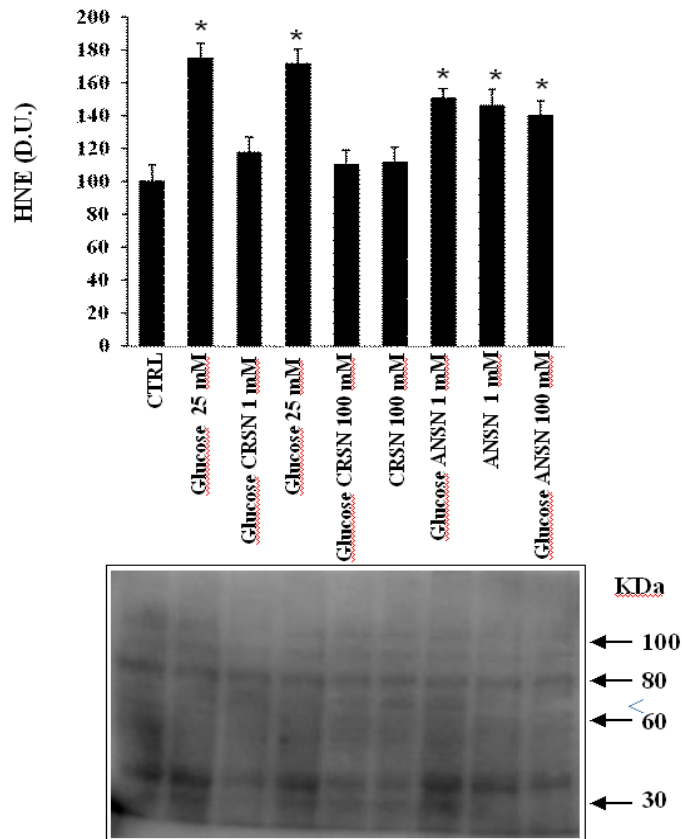 200
180
160
140
120
100
80
60
40
20
0
HNE (D.U.)
* * * * *
CTRL
Glucose 25 mM
Glucose CRSN 1 mM
Glucose 25 mM
Glucose CRSN 100 mM
CRSN 100 mM
Glucose ANSN 1 mM
ANSN 1 mM
Glucose ANSN 100 mM
KDa
100
80
60
30